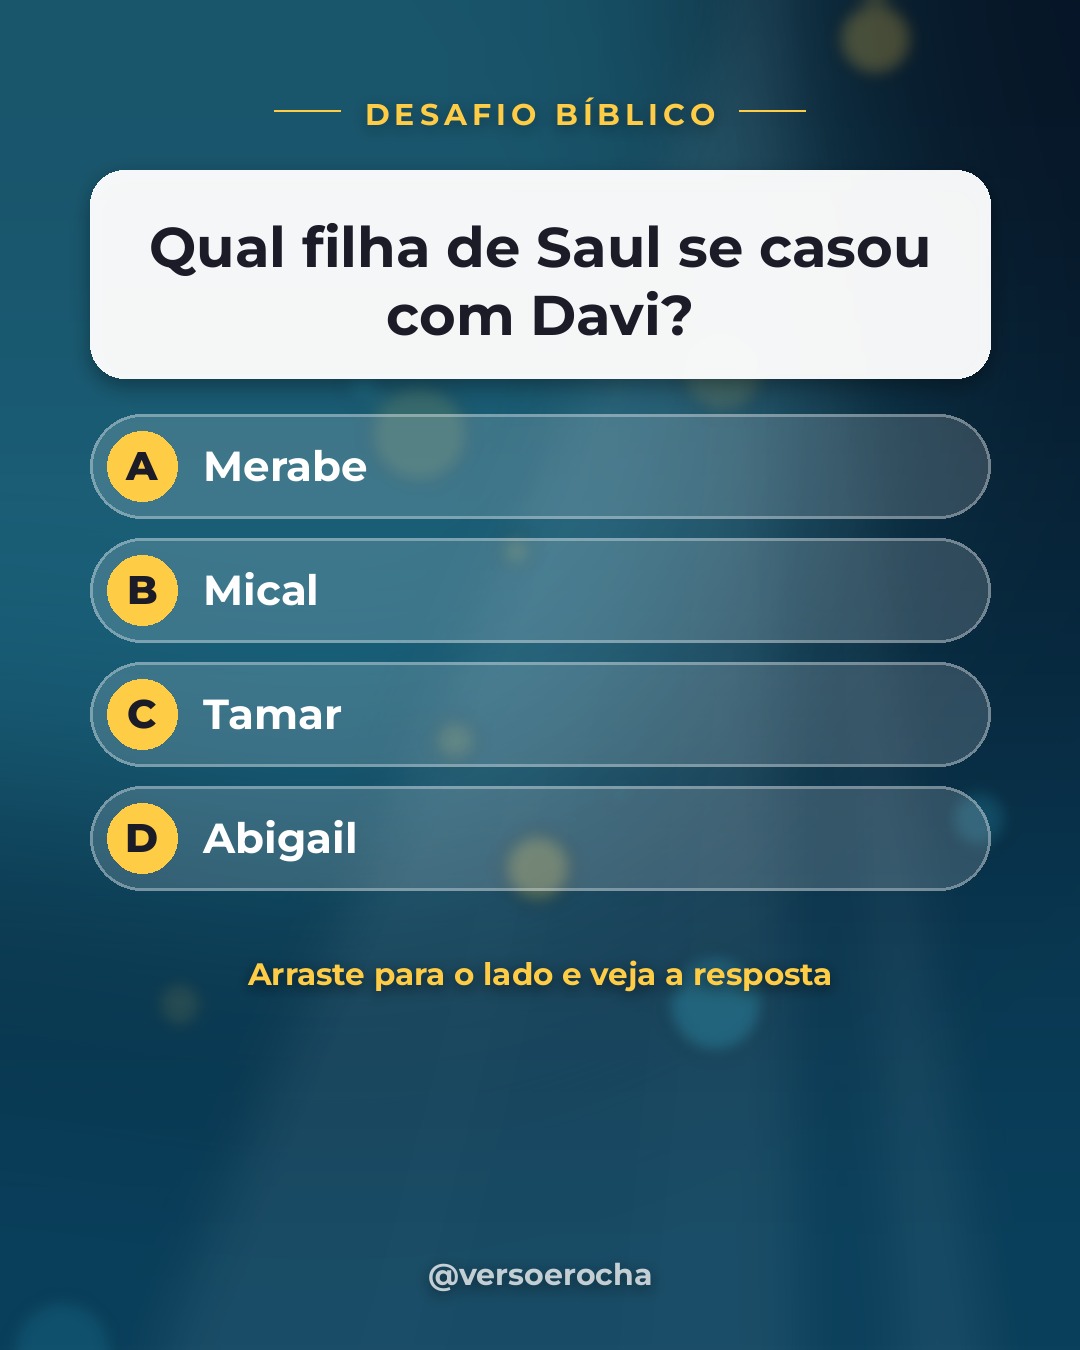 DESAFIO BÍBLICO
Qual filha de Saul se casou
com Davi?
A Merabe
B Mical
C Tamar
D Abigail
Arraste para o lado e veja a resposta
@versoerocha